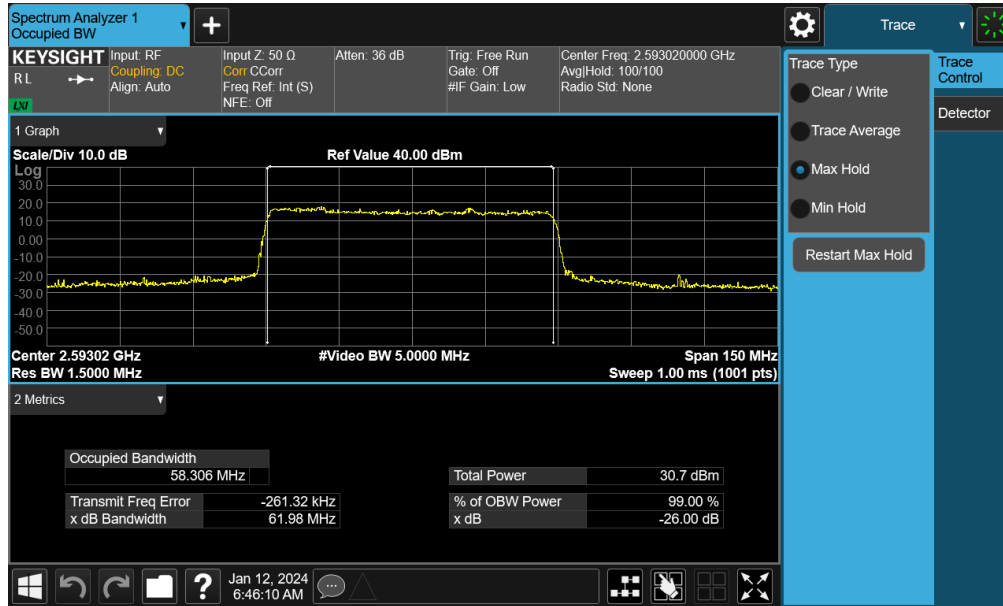 Spectrum Analyzer 1
Occupied BW
+
Trace
KEYSIGHT
R L
LXI
Input: RF
Coupling: DC
Align: Auto
Input Z: 50 Ω
Corr CCorr
Freq Ref: Int (S)
NFE: Off
Atten: 36 dB
Trig: Free Run
Gate: Off
#IF Gain: Low
Center Freq: 2.593020000 GHz
Avg|Hold: 100/100
Radio Std: None
Trace Type
Clear / Write
Trace Average
Max Hold
Min Hold
Restart Max Hold
Trace
Control
Detector
1 Graph
Scale/Div 10.0 dB
Ref Value 40.00 dBm
Log
30.0
20.0
10.0
0.00
-10.0
-20.0
-30.0
-40.0
-50.0
Center 2.59302 GHz
#Video BW 5.0000 MHz
Span 150 MHz
Res BW 1.5000 MHz
Sweep 1.00 ms (1001 pts)
2 Metrics
Occupied Bandwidth
58.306 MHz
Total Power 30.7 dBm
Transmit Freq Error -261.32 kHz
% of OBW Power 99.00 %
x dB Bandwidth 61.98 MHz
x dB -26.00 dB
?
Jan 12, 2024
6:46:10 AM